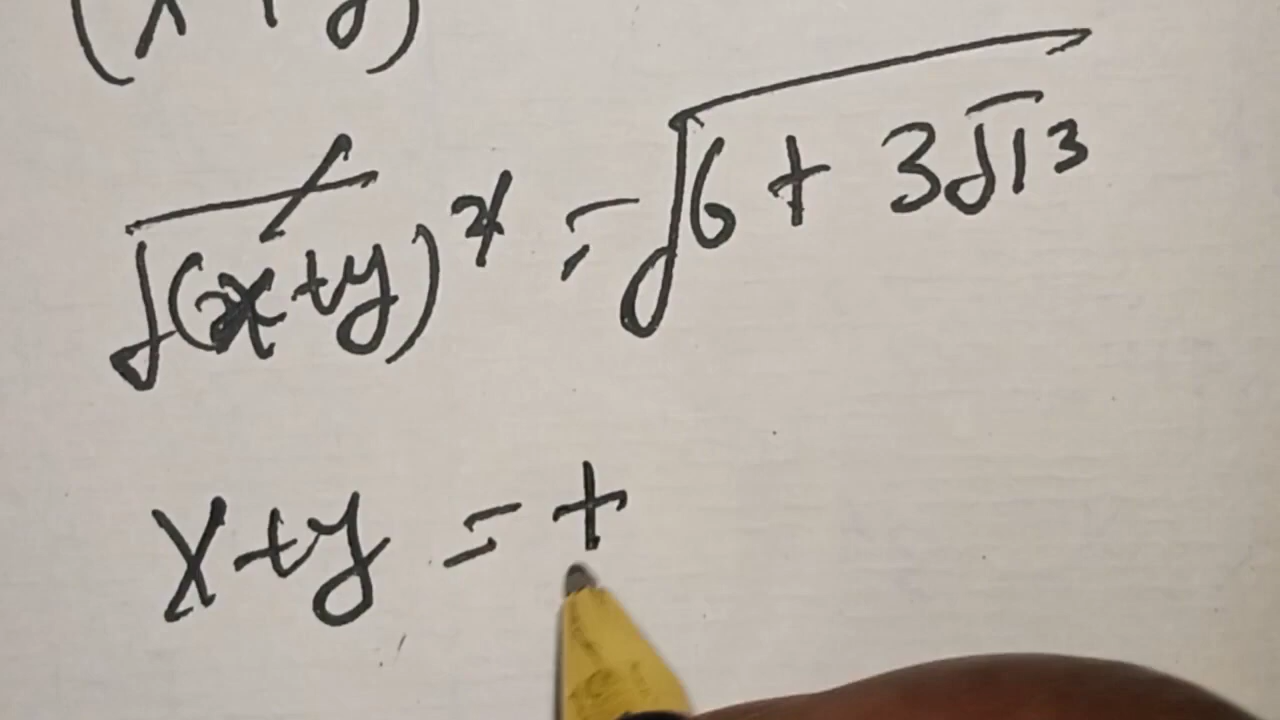 (x + y)
√(x+y)² = √6 + 3√13
x+y = +